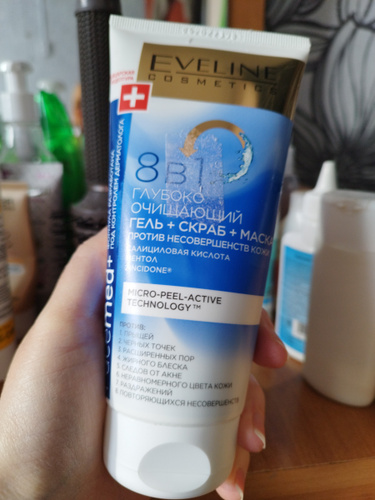 EVELINE
COSMETICS
8 в 1
ГЛУБОКО
ОЧИЩАЮЩИЙ
ГЕЛЬ + СКРАБ + МАСКА
ПРОТИВ НЕСОВЕРШЕНСТВ КОЖИ
САЛИЦИЛОВАЯ КИСЛОТА
МЕНТОЛ
MICRO-PEEL-ACTIVE
TECHNOLOGY™
ПРОТИВ:
1. ПРЫЩЕЙ
2. ЧЕРНЫХ ТОЧЕК
3. РАСШИРЕННЫХ ПОР
4. ЖИРНОГО БЛЕСКА
5. СЛЕДОВ ОТ АКНЕ
6. НЕРАВНОМЕРНОГО ЦВЕТА КОЖИ
7. РАЗДРАЖЕНИЙ
8. ПОВТОРЯЮЩИХСЯ НЕСОВЕРШЕНСТВ
facemed+
ПОД КОНТРОЛЕМ ДЕРМАТОЛОГА